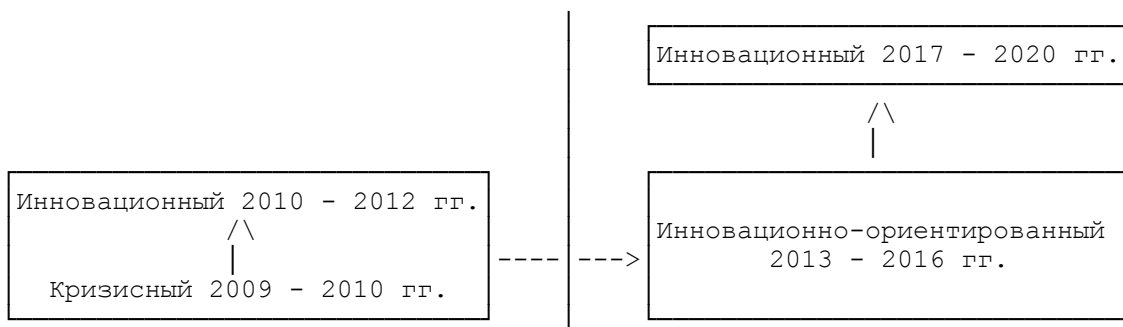 Инновационный 2017 - 2020 гг.
Инновационный 2010 - 2012 гг.
Кризисный 2009 - 2010 гг.
Инновационно-ориентированный
2013 - 2016 гг.